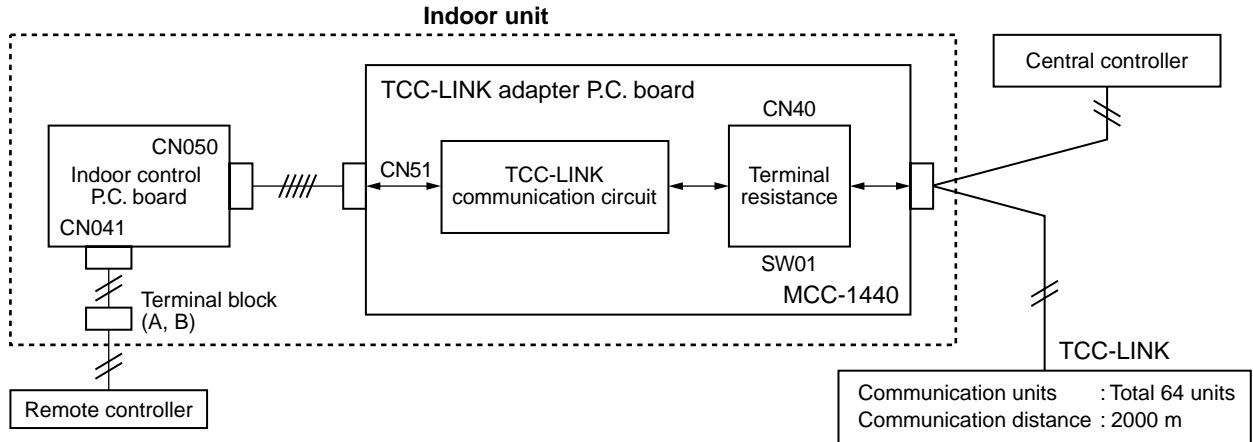 Indoor unit
Central controller
TCC-LINK adapter P.C. board
CN40
CN050
Indoor control
P.C. board
CN041
CN51
TCC-LINK
communication circuit
Terminal
resistance
SW01
MCC-1440
Terminal block
(A, B)
Remote controller
TCC-LINK
Communication units : Total 64 units
Communication distance : 2000 m